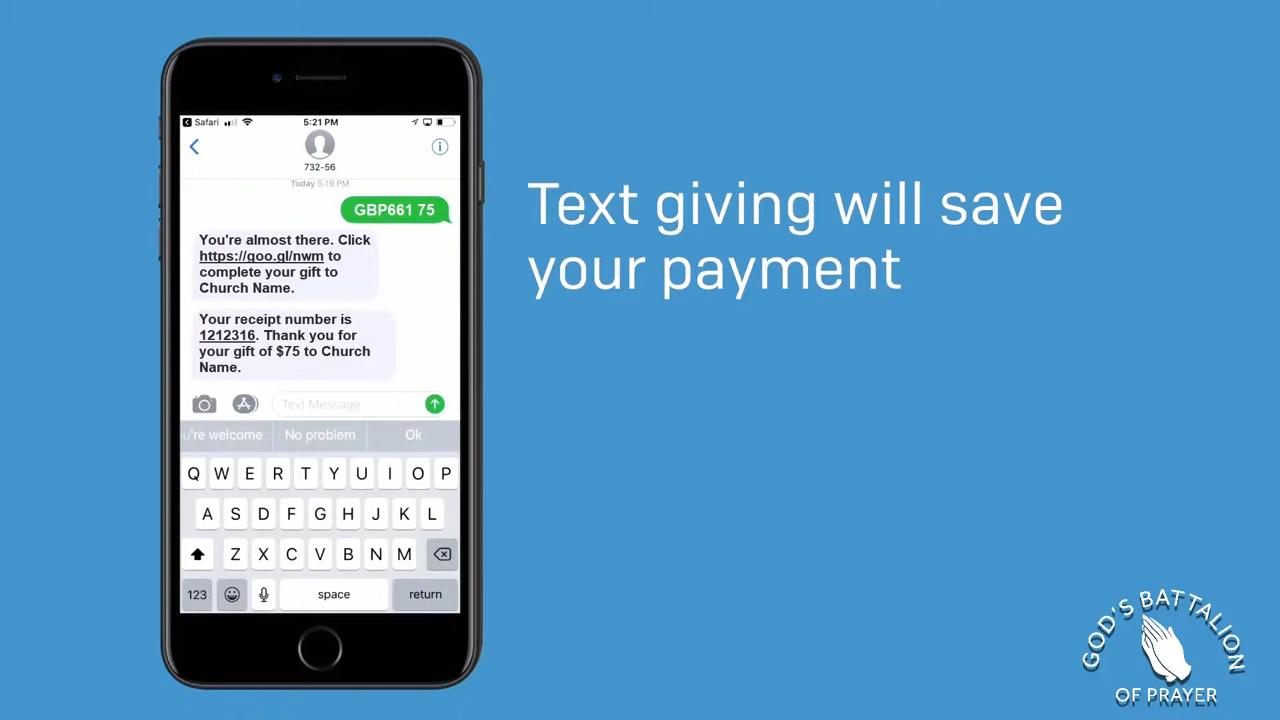 Safari
5:21 PM
732-56
Today 5:19 PM
GBP661 75
You're almost there. Click
https://goo.gl/nwm to
complete your gift to
Church Name.
Your receipt number is
1212316. Thank you for
your gift of $75 to Church
Name.
Text Message
u're welcome
No problem
Ok
Q W E R T Y U I O P
A S D F G H J K L
Z X C V B N M
123
space
return
Text giving will save
your payment
GOD'S BATTALION
OF PRAYER